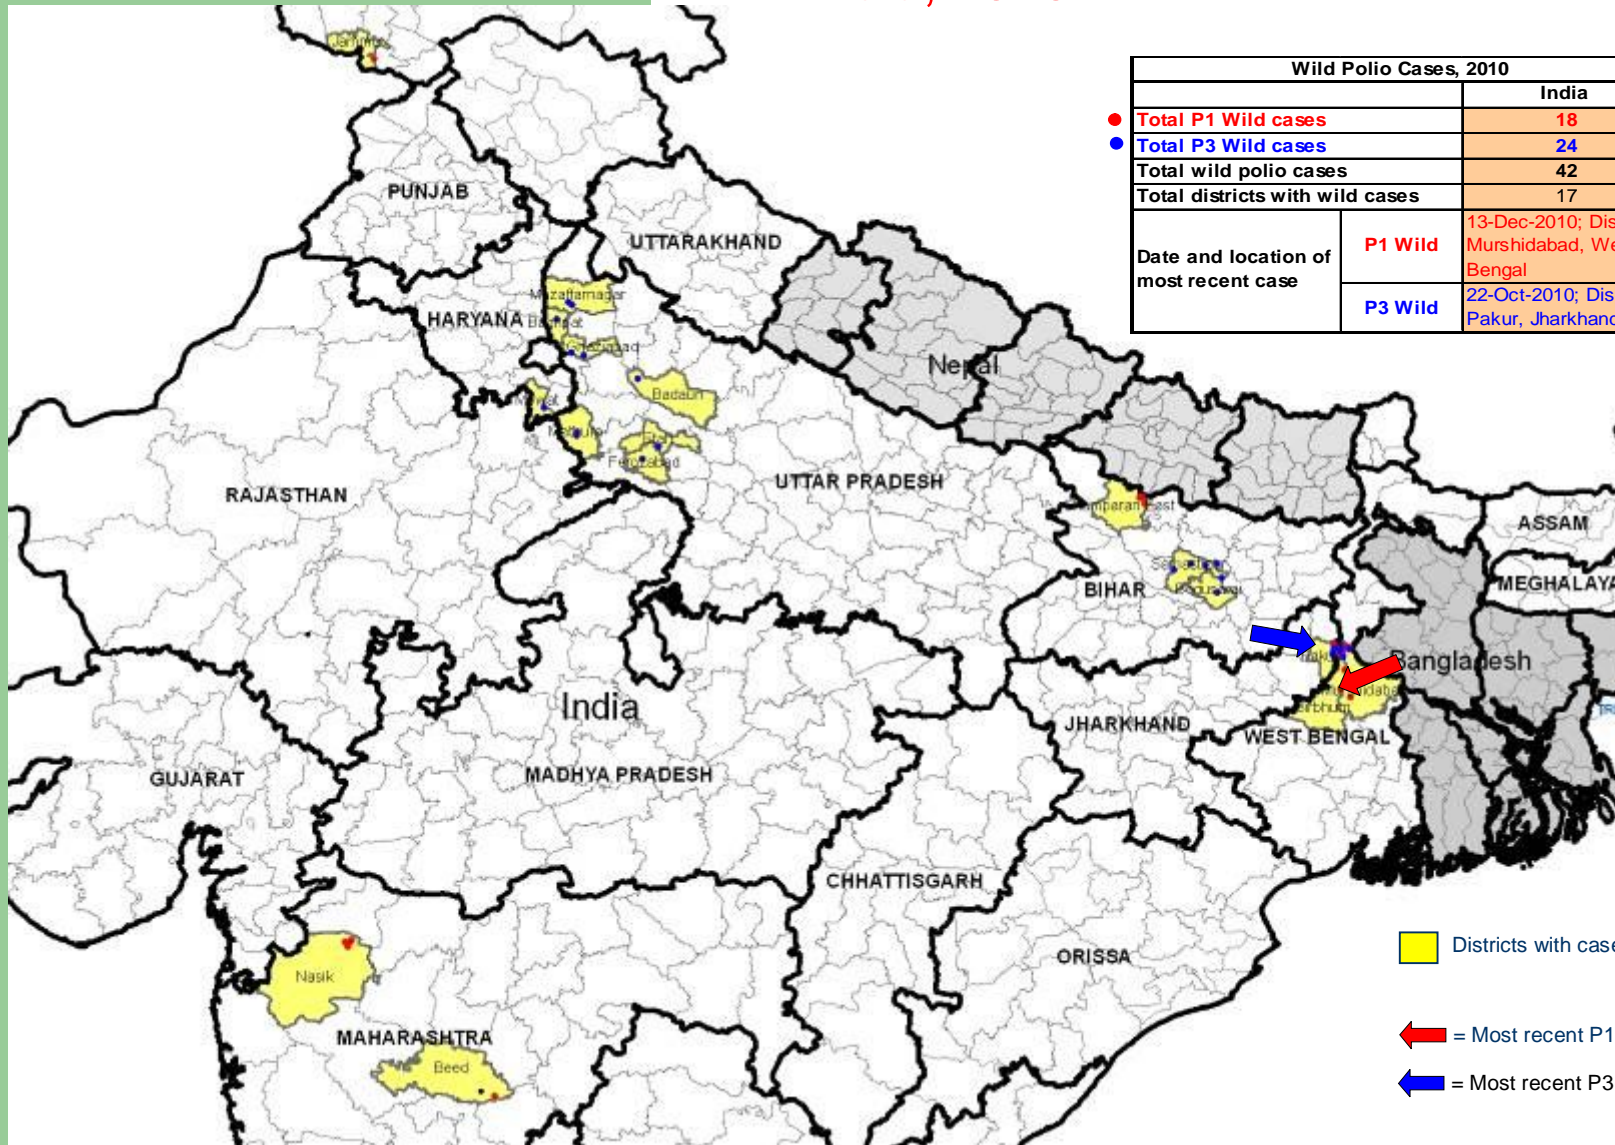 Wild Polio Cases, 2010
India
Total P1 Wild cases 18
Total P3 Wild cases 24
Total wild polio cases 42
Total districts with wild cases 17
Date and location of
most recent case
P1 Wild
13-Dec-2010; Dis
Murshidabad, We
Bengal
P3 Wild
22-Oct-2010; Dis
Pakur, Jharkhand
Jammu
PUNJAB
UTTARAKHAND
Muzaffarnagar
HARYANA
Nepal
Badaun
Ferozabad
RAJASTHAN
UTTAR PRADESH
ASSAM
BIHAR
MEGHALAYA
Bangladesh
India
JHARKHAND
WEST BENGAL
GUJARAT
MADHYA PRADESH
CHHATTISGARH
ORISSA
Nasik
MAHARASHTRA
Beed
Districts with case
= Most recent P1
= Most recent P3